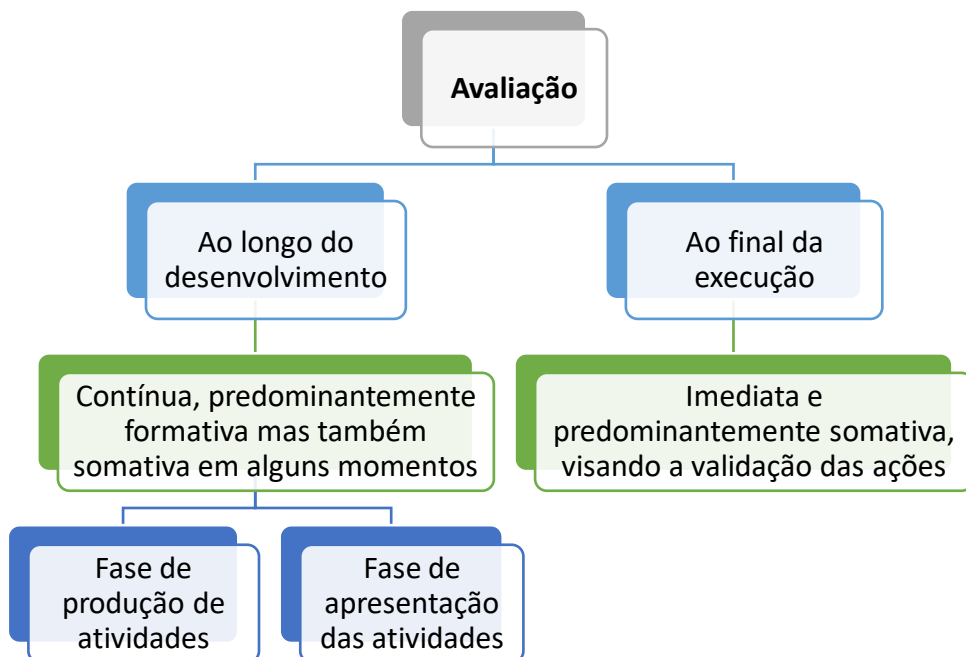 Avaliação
Ao longo do
desenvolvimento
Ao final da
execução
Contínua, predominantemente
formativa mas também
somativa em alguns momentos
Imediata e
predominantemente somativa,
visando a validação das ações
Fase de
produção de
atividades
Fase de
apresentação
das atividades